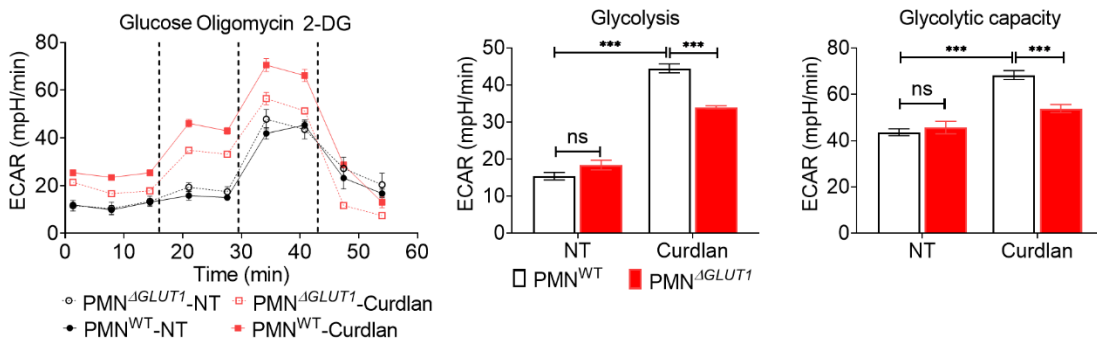 Glucose Oligomycin 2-DG
ECAR (mpH/min)
80
60
40
20
0
0 10 20 30 40 50 60
Time (min)
PMN^ΔGLUT1-NT
PMN^ΔGLUT1-Curdlan
PMN^WT-NT
PMN^WT-Curdlan
Glycolysis
ECAR (mpH/min)
50
40
30
20
10
0
***
***
ns
NT Curdlan
PMN^WT
PMN^ΔGLUT1
Glycolytic capacity
ECAR (mpH/min)
100
80
60
40
20
0
***
***
ns
NT Curdlan